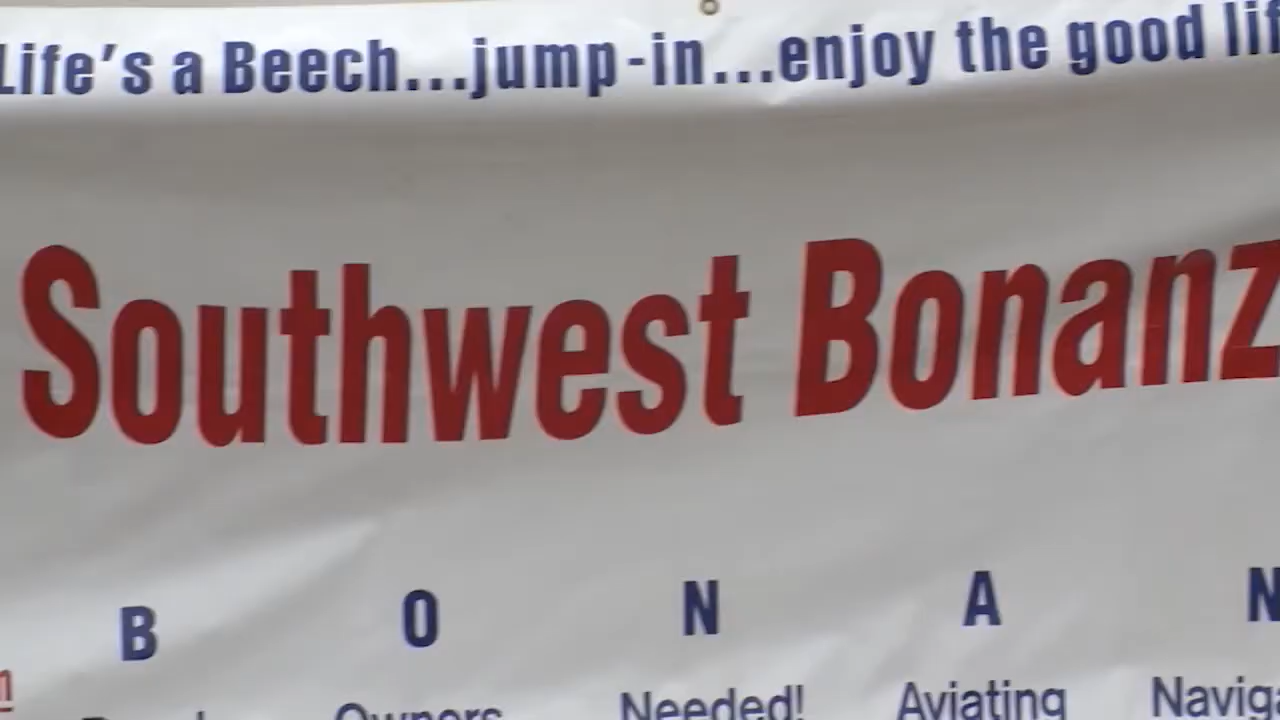 Life's a Beech...jump-in...enjoy the good lif
Southwest Bonanz
B O N A N
Owners Needed! Aviating Naviga